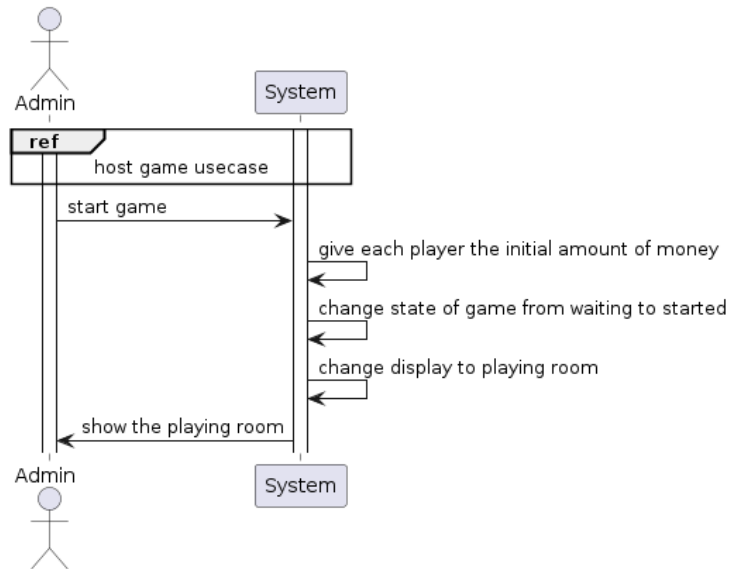 Admin
System
ref
host game usecase
start game
give each player the initial amount of money
change state of game from waiting to started
change display to playing room
show the playing room
Admin
System